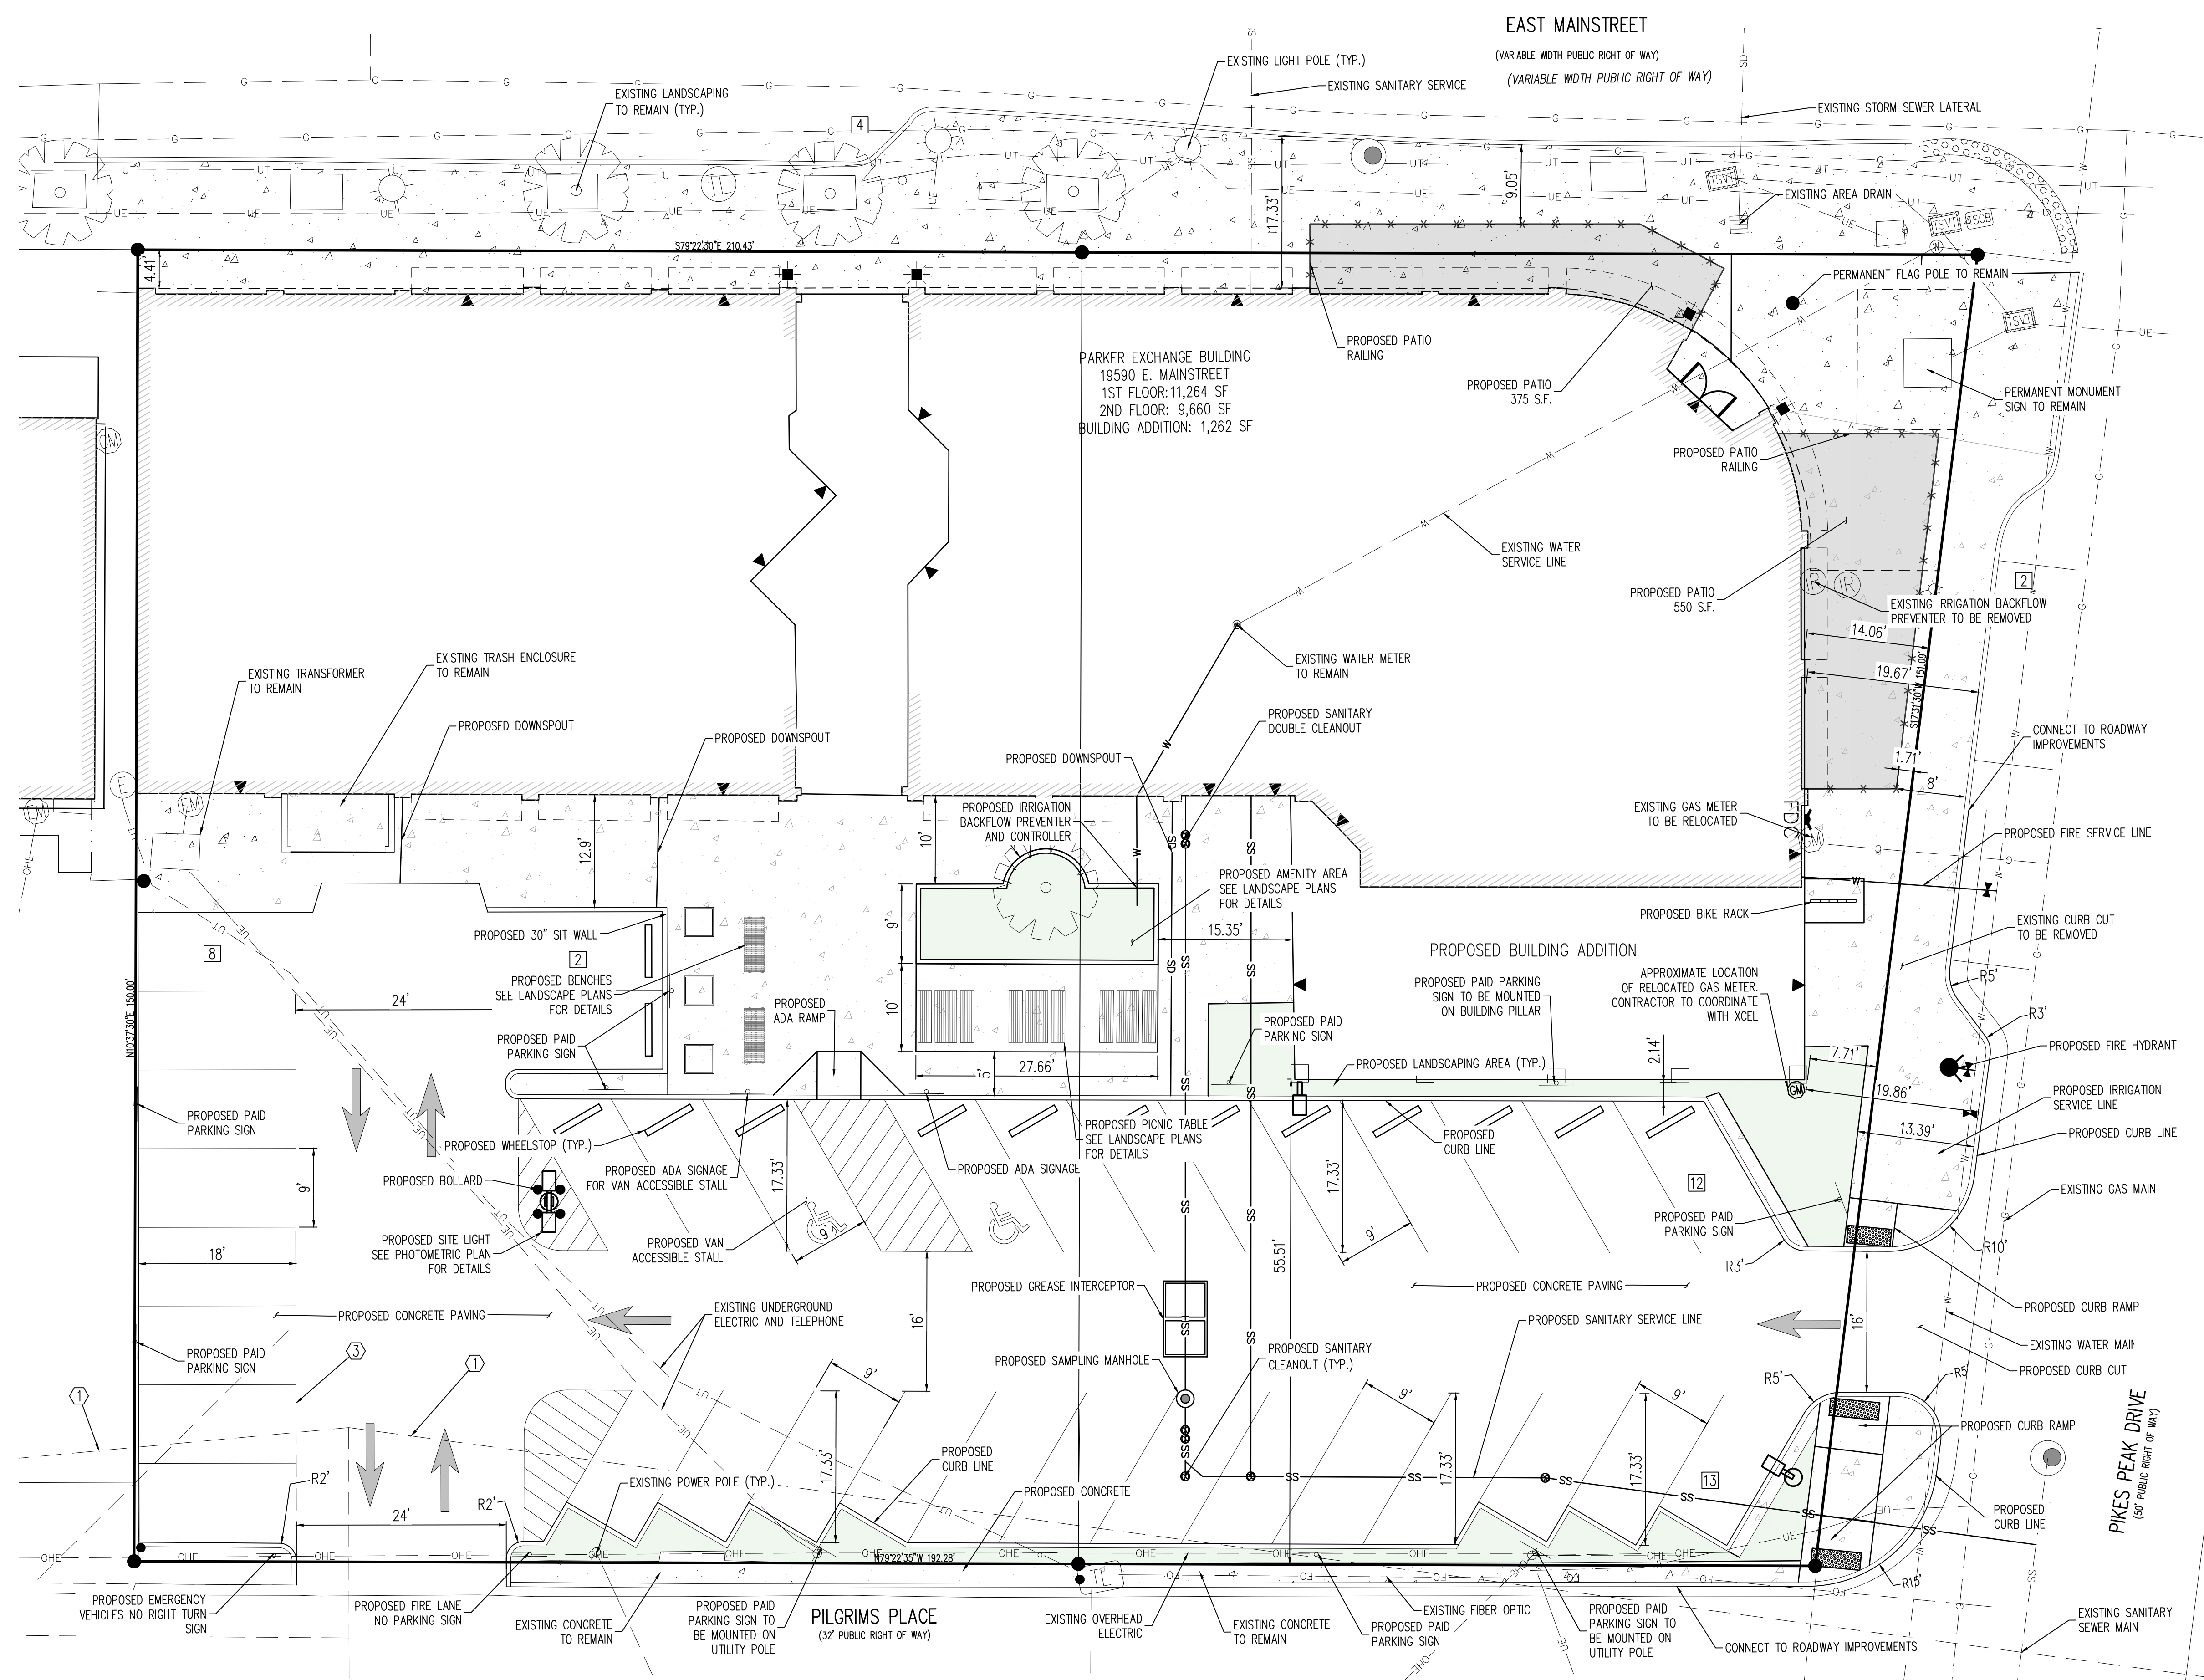 EAST MAINSTREET
(VARIABLE WIDTH PUBLIC RIGHT OF WAY)
(VARIABLE WIDTH PUBLIC RIGHT OF WAY)
EXISTING LIGHT POLE (TYP.)
EXISTING SANITARY SERVICE
EXISTING LANDSCAPING
TO REMAIN (TYP.)
EXISTING STORM SEWER LATERAL
4
TL
17.33'
9.05'
TSVT
EXISTING AREA DRAIN
TSVT
TSCB
W
S79°22'30"E 210.43'
4.41'
PERMANENT FLAG POLE TO REMAIN
TSVT
PROPOSED PATIO
RAILING
PARKER EXCHANGE BUILDING
19590 E. MAINSTREET
1ST FLOOR:11,264 SF
2ND FLOOR: 9,660 SF
BUILDING ADDITION: 1,262 SF
PROPOSED PATIO
375 S.F.
PERMANENT MONUMENT
SIGN TO REMAIN
GM
PROPOSED PATIO
RAILING
EXISTING WATER
SERVICE LINE
2
PROPOSED PATIO
550 S.F.
IR
IR
EXISTING IRRIGATION BACKFLOW
PREVENTER TO BE REMOVED
14.06'
19.67'
S17°31'30"W 151.09'
EXISTING TRANSFORMER
TO REMAIN
EXISTING TRASH ENCLOSURE
TO REMAIN
EXISTING WATER METER
TO REMAIN
PROPOSED DOWNSPOUT
PROPOSED DOWNSPOUT
PROPOSED SANITARY
DOUBLE CLEANOUT
PROPOSED DOWNSPOUT
CONNECT TO ROADWAY
IMPROVEMENTS
1.71'
8'
E
EM
EM
PROPOSED IRRIGATION
BACKFLOW PREVENTER
AND CONTROLLER
10'
12.9'
EXISTING GAS METER
TO BE RELOCATED
FDC
GM
PROPOSED FIRE SERVICE LINE
PROPOSED AMENITY AREA
SEE LANDSCAPE PLANS
FOR DETAILS
9'
15.35'
PROPOSED BIKE RACK
EXISTING CURB CUT
TO BE REMOVED
PROPOSED 30" SIT WALL
8
2
PROPOSED BENCHES
SEE LANDSCAPE PLANS
FOR DETAILS
PROPOSED BUILDING ADDITION
APPROXIMATE LOCATION
OF RELOCATED GAS METER.
CONTRACTOR TO COORDINATE
WITH XCEL
R5'
24'
PROPOSED
ADA RAMP
10'
PROPOSED PAID PARKING
SIGN TO BE MOUNTED
ON BUILDING PILLAR
R3'
N10°37'30"E 150.00'
PROPOSED PAID
PARKING SIGN
PROPOSED PAID
PARKING SIGN
2.14'
PROPOSED FIRE HYDRANT
5'
27.66'
PROPOSED LANDSCAPING AREA (TYP.)
7.71'
GM
19.86'
PROPOSED IRRIGATION
SERVICE LINE
PROPOSED PAID
PARKING SIGN
PROPOSED WHEELSTOP (TYP.)
PROPOSED PICNIC TABLE
SEE LANDSCAPE PLANS
FOR DETAILS
PROPOSED
CURB LINE
13.39'
PROPOSED CURB LINE
PROPOSED BOLLARD
PROPOSED ADA SIGNAGE
FOR VAN ACCESSIBLE STALL
17.33'
PROPOSED ADA SIGNAGE
17.33'
12
EXISTING GAS MAIN
9'
PROPOSED SITE LIGHT
SEE PHOTOMETRIC PLAN
FOR DETAILS
PROPOSED VAN
ACCESSIBLE STALL
9'
9'
PROPOSED PAID
PARKING SIGN
R10'
18'
55.51'
R3'
PROPOSED GREASE INTERCEPTOR
PROPOSED CONCRETE PAVING
PROPOSED CONCRETE PAVING
EXISTING UNDERGROUND
ELECTRIC AND TELEPHONE
16'
PROPOSED SANITARY SERVICE LINE
16'
PROPOSED CURB RAMP
EXISTING WATER MAIN
PROPOSED CURB CUT
PROPOSED PAID
PARKING SIGN
3
1
1
PROPOSED SAMPLING MANHOLE
PROPOSED SANITARY
CLEANOUT (TYP.)
9'
9'
9'
R5'
R5'
PROPOSED CURB RAMP
PIKES PEAK DRIVE
(50' PUBLIC RIGHT OF WAY)
17.33'
PROPOSED
CURB LINE
17.33'
17.33'
13
R2'
EXISTING POWER POLE (TYP.)
PROPOSED CONCRETE
R2'
24'
PROPOSED
CURB LINE
N79°22'35"W 192.28'
TL
R15'
PROPOSED EMERGENCY
VEHICLES NO RIGHT TURN
SIGN
PROPOSED FIRE LANE
NO PARKING SIGN
EXISTING CONCRETE
TO REMAIN
PROPOSED PAID
PARKING SIGN TO
BE MOUNTED ON
UTILITY POLE
PILGRIMS PLACE
(32' PUBLIC RIGHT OF WAY)
EXISTING OVERHEAD
ELECTRIC
EXISTING CONCRETE
TO REMAIN
EXISTING FIBER OPTIC
PROPOSED PAID
PARKING SIGN
PROPOSED PAID
PARKING SIGN TO
BE MOUNTED ON
UTILITY POLE
CONNECT TO ROADWAY IMPROVEMENTS
EXISTING SANITARY
SEWER MAIN